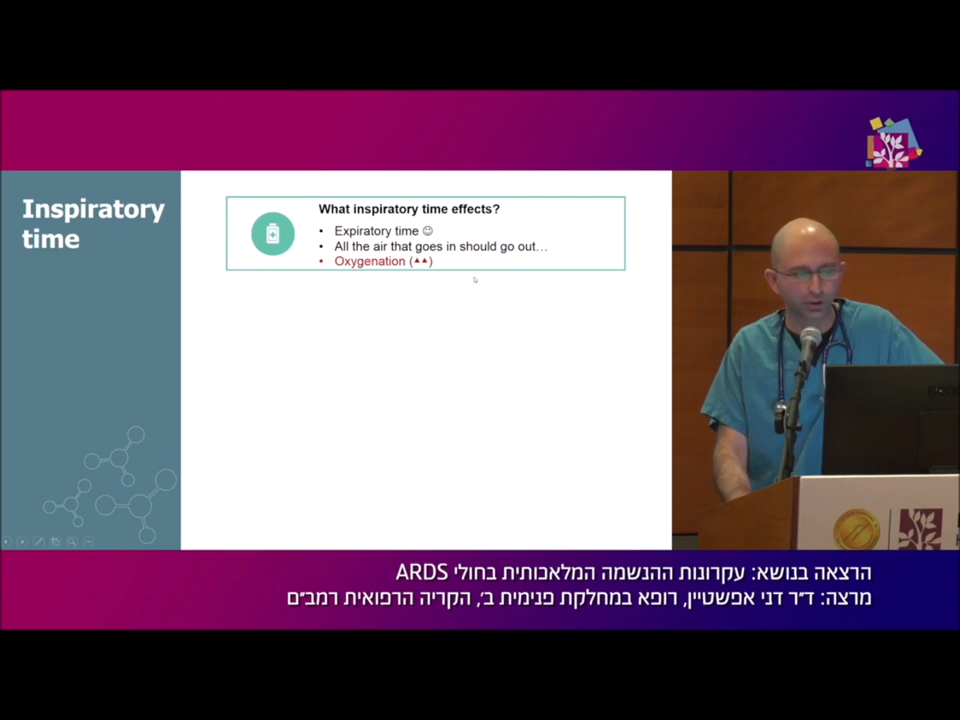 Inspiratory
time
What inspiratory time effects?
• Expiratory time ☺
• All the air that goes in should go out…
• Oxygenation (▲▲)
הרצאה בנושא: עקרונות ההנשמה המלאכותית בחולי ARDS
מרצה: ד״ר דני אפשטיין, רופא במחלקת פנימית ב׳, הקריה הרפואית רמב״ם